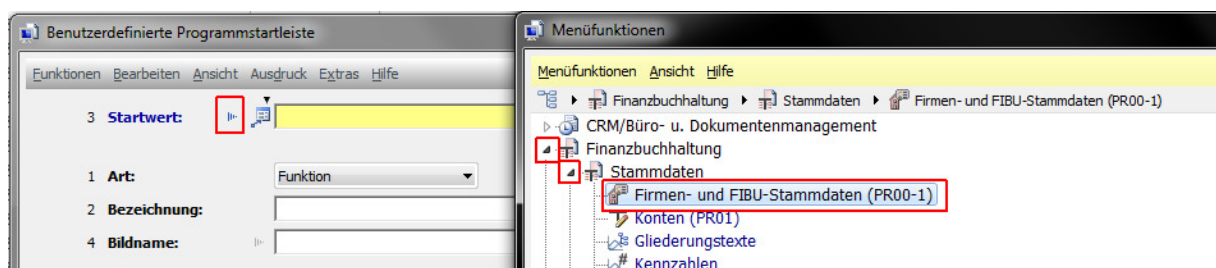 Benutzerdefinierte Programmstartleiste
Funktionen Bearbeiten Ansicht Ausdruck Extras Hilfe
3 Startwert:
1 Art: Funktion
2 Bezeichnung:
4 Bildname:
Menüfunktionen
Menüfunktionen Ansicht Hilfe
Finanzbuchhaltung Stammdaten Firmen- und FIBU-Stammdaten (PR00-1)
CRM/Büro- u. Dokumentenmanagement
Finanzbuchhaltung
Stammdaten
Firmen- und FIBU-Stammdaten (PR00-1)
Konten (PR01)
Gliederungstexte
Kennzahlen